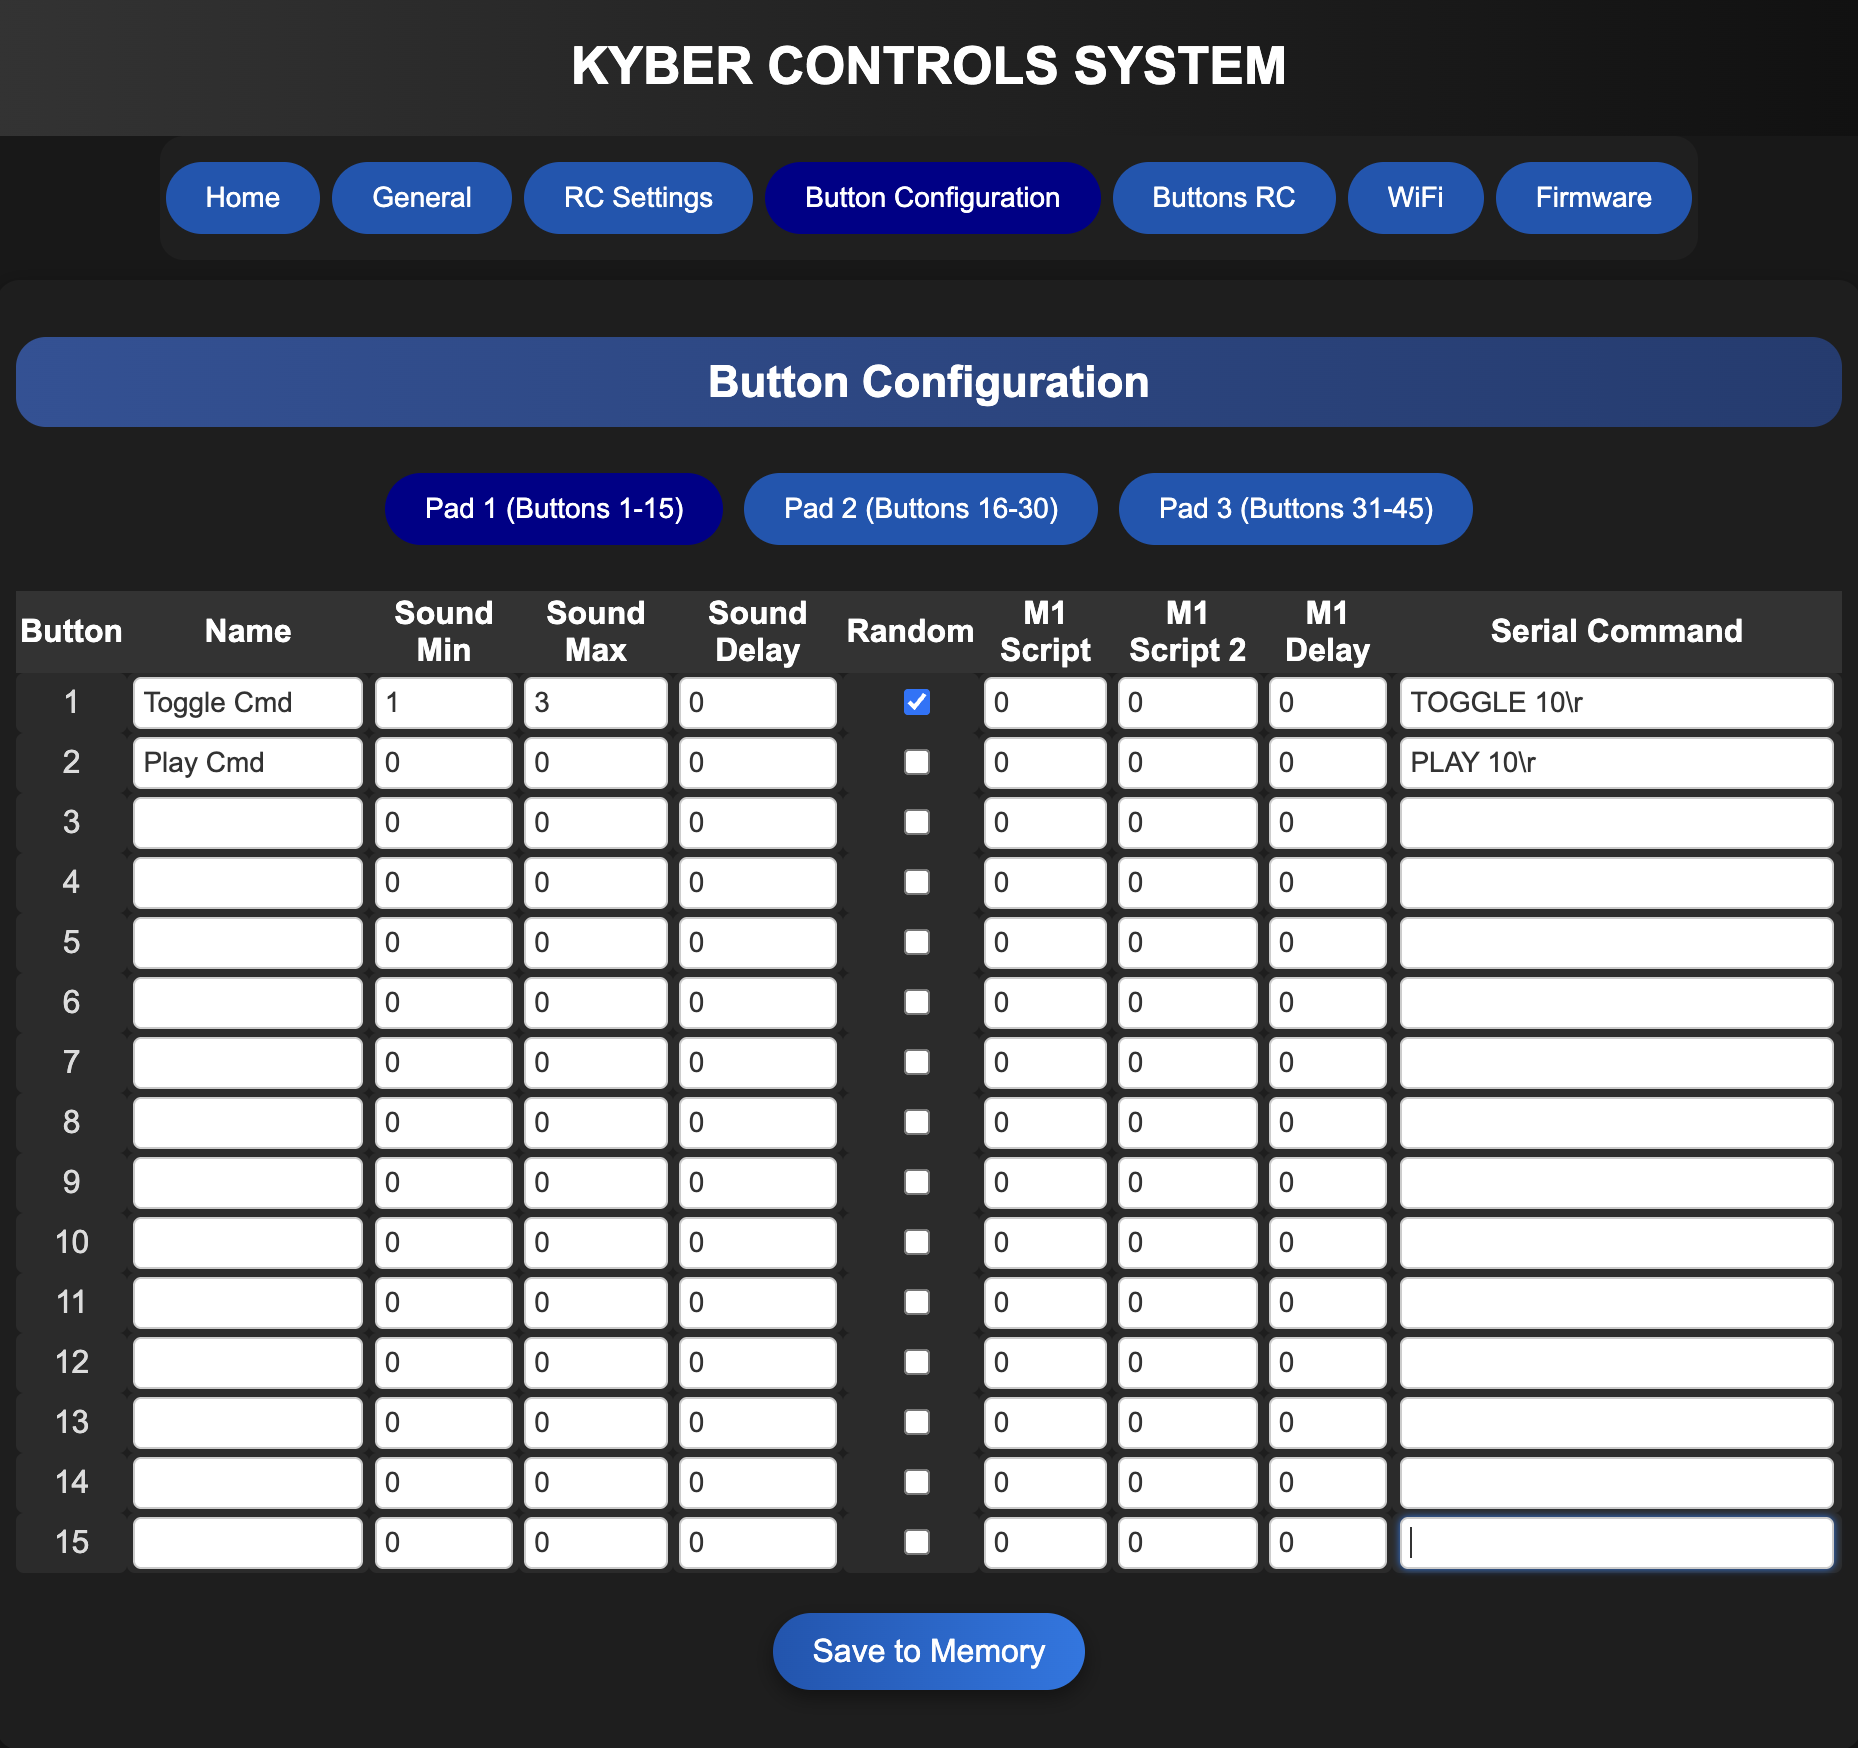 KYBER CONTROLS SYSTEM
Home General RC Settings Button Configuration Buttons RC WiFi Firmware
Button Configuration
Pad 1 (Buttons 1-15) Pad 2 (Buttons 16-30) Pad 3 (Buttons 31-45)
Button Name Sound Min Sound Max Sound Delay Random M1 Script M1 Script 2 M1 Delay Serial Command
1 Toggle Cmd 1 3 0 0 0 0 TOGGLE 10\r
2 Play Cmd 0 0 0 0 0 0 PLAY 10\r
3 0 0 0 0 0 0
4 0 0 0 0 0 0
5 0 0 0 0 0 0
6 0 0 0 0 0 0
7 0 0 0 0 0 0
8 0 0 0 0 0 0
9 0 0 0 0 0 0
10 0 0 0 0 0 0
11 0 0 0 0 0 0
12 0 0 0 0 0 0
13 0 0 0 0 0 0
14 0 0 0 0 0 0
15 0 0 0 0 0 0
Save to Memory